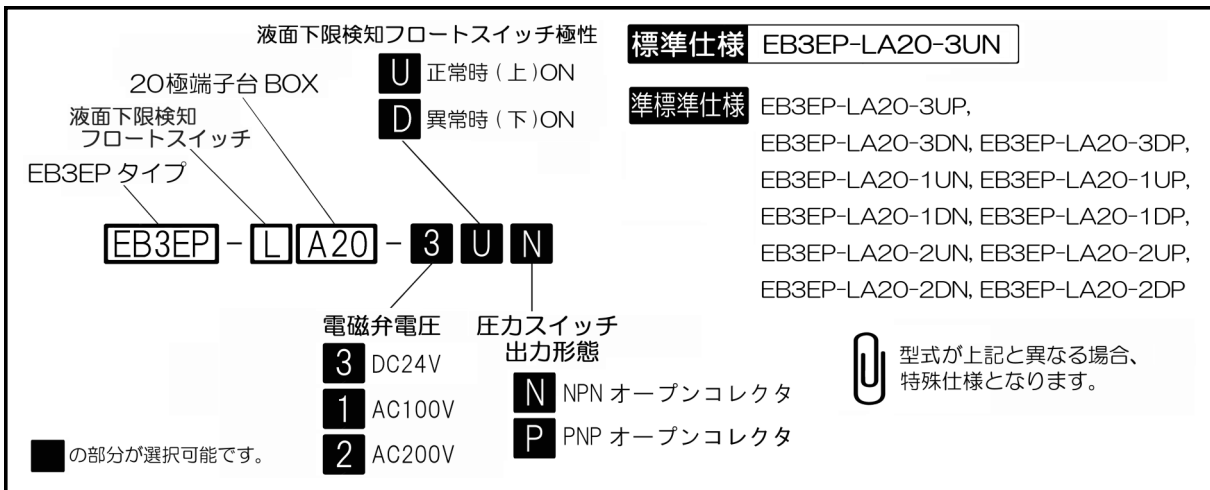 液面下限検知フロートスイッチ極性
U 正常時(上)ON
D 異常時(下)ON
20極端子台BOX
液面下限検知
フロートスイッチ
EB3EPタイプ
EB3EP - L A20 - 3 U N
電磁弁電圧
3 DC24V
1 AC100V
2 AC200V
圧力スイッチ
出力形態
N NPN オープンコレクタ
P PNP オープンコレクタ
の部分が選択可能です。
標準仕様 EB3EP-LA20-3UN
準標準仕様 EB3EP-LA20-3UP,
EB3EP-LA20-3DN, EB3EP-LA20-3DP,
EB3EP-LA20-1UN, EB3EP-LA20-1UP,
EB3EP-LA20-1DN, EB3EP-LA20-1DP,
EB3EP-LA20-2UN, EB3EP-LA20-2UP,
EB3EP-LA20-2DN, EB3EP-LA20-2DP
型式が上記と異なる場合、
特殊仕様となります。